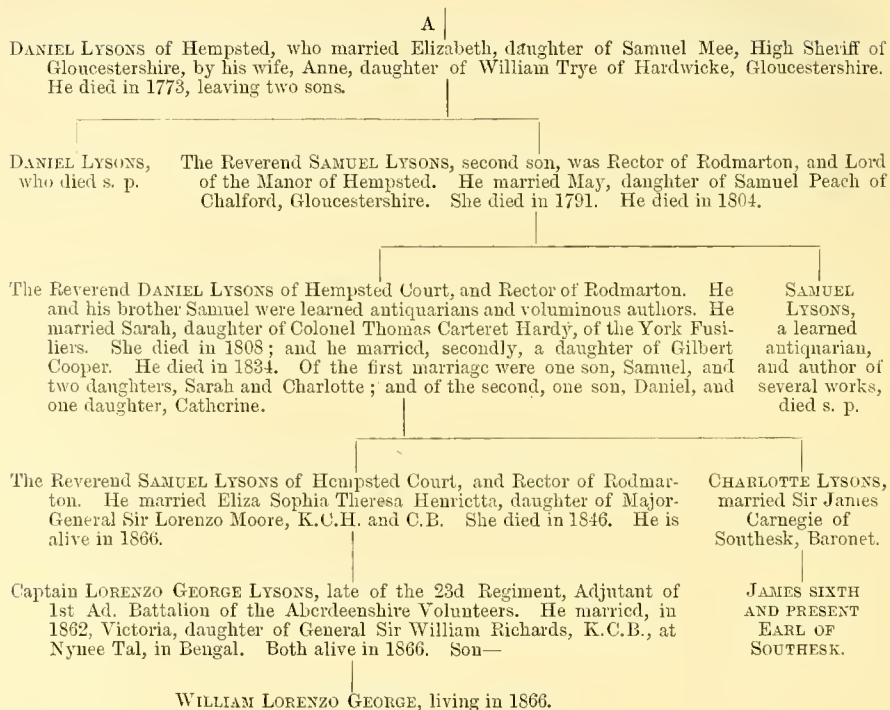 A
DANIEL LYSONS of Hempsted, who married Elizabeth, daughter of Samuel Mee, High Sheriff of
Gloucestershire, by his wife, Anne, daughter of William Trye of Hardwicke, Gloucestershire.
He died in 1773, leaving two sons.
DANIEL LYSONS,
who died s. p.
The Reverend SAMUEL LYSONS, second son, was Rector of Rodmarton, and Lord
of the Manor of Hempsted. He married May, daughter of Samuel Peach of
Chalford, Gloucestershire. She died in 1791. He died in 1804.
The Reverend DANIEL LYSONS of Hempsted Court, and Rector of Rodmarton. He
and his brother Samuel were learned antiquarians and voluminous authors. He
married Sarah, daughter of Colonel Thomas Carteret Hardy, of the York Fusi-
liers. She died in 1808; and he married, secondly, a daughter of Gilbert
Cooper. He died in 1834. Of the first marriage were one son, Samuel, and
two daughters, Sarah and Charlotte; and of the second, one son, Daniel, and
one daughter, Catherine.
SAMUEL
LYSONS,
a learned
antiquarian,
and author of
several works,
died s. p.
The Reverend SAMUEL LYSONS of Hempsted Court, and Rector of Rodmar-
ton. He married Eliza Sophia Theresa Henrietta, daughter of Major-
General Sir Lorenzo Moore, K.C.H. and C.B. She died in 1846. He is
alive in 1866.
CHARLOTTE LYSONS,
married Sir James
Carnegie of
Southesk, Baronet.
Captain LORENZO GEORGE LYSONS, late of the 23d Regiment, Adjutant of
1st Ad. Battalion of the Aberdeenshire Volunteers. He married, in
1862, Victoria, daughter of General Sir William Richards, K.C.B., at
Nynee Tal, in Bengal. Both alive in 1866. Son—
JAMES SIXTH
AND PRESENT
EARL OF
SOUTHESK.
WILLIAM LORENZO GEORGE, living in 1866.